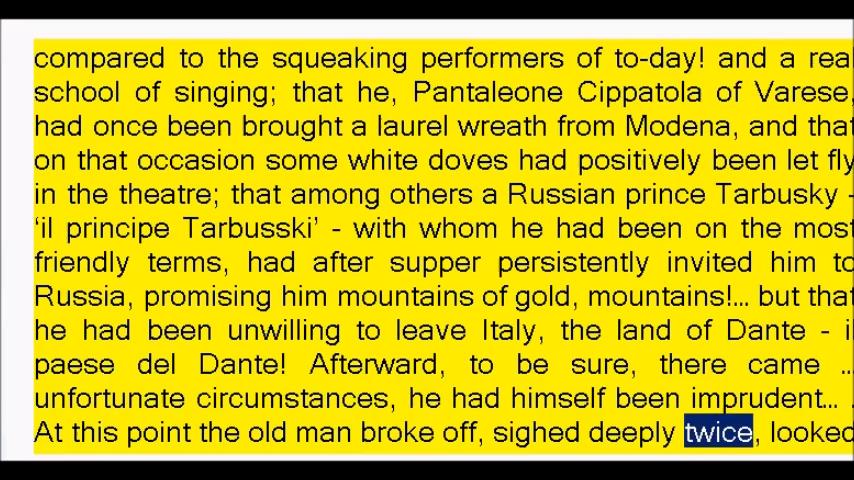 compared to the squeaking performers of to-day! and a real
school of singing; that he, Pantaleone Cippatola of Varese,
had once been brought a laurel wreath from Modena, and that
on that occasion some white doves had positively been let fly
in the theatre; that among others a Russian prince Tarbusky -
‘il principe Tarbusski’ - with whom he had been on the most
friendly terms, had after supper persistently invited him to
Russia, promising him mountains of gold, mountains!... but that
he had been unwilling to leave Italy, the land of Dante - il
paese del Dante! Afterward, to be sure, there came ...
unfortunate circumstances, he had himself been imprudent... .
At this point the old man broke off, sighed deeply twice, looked